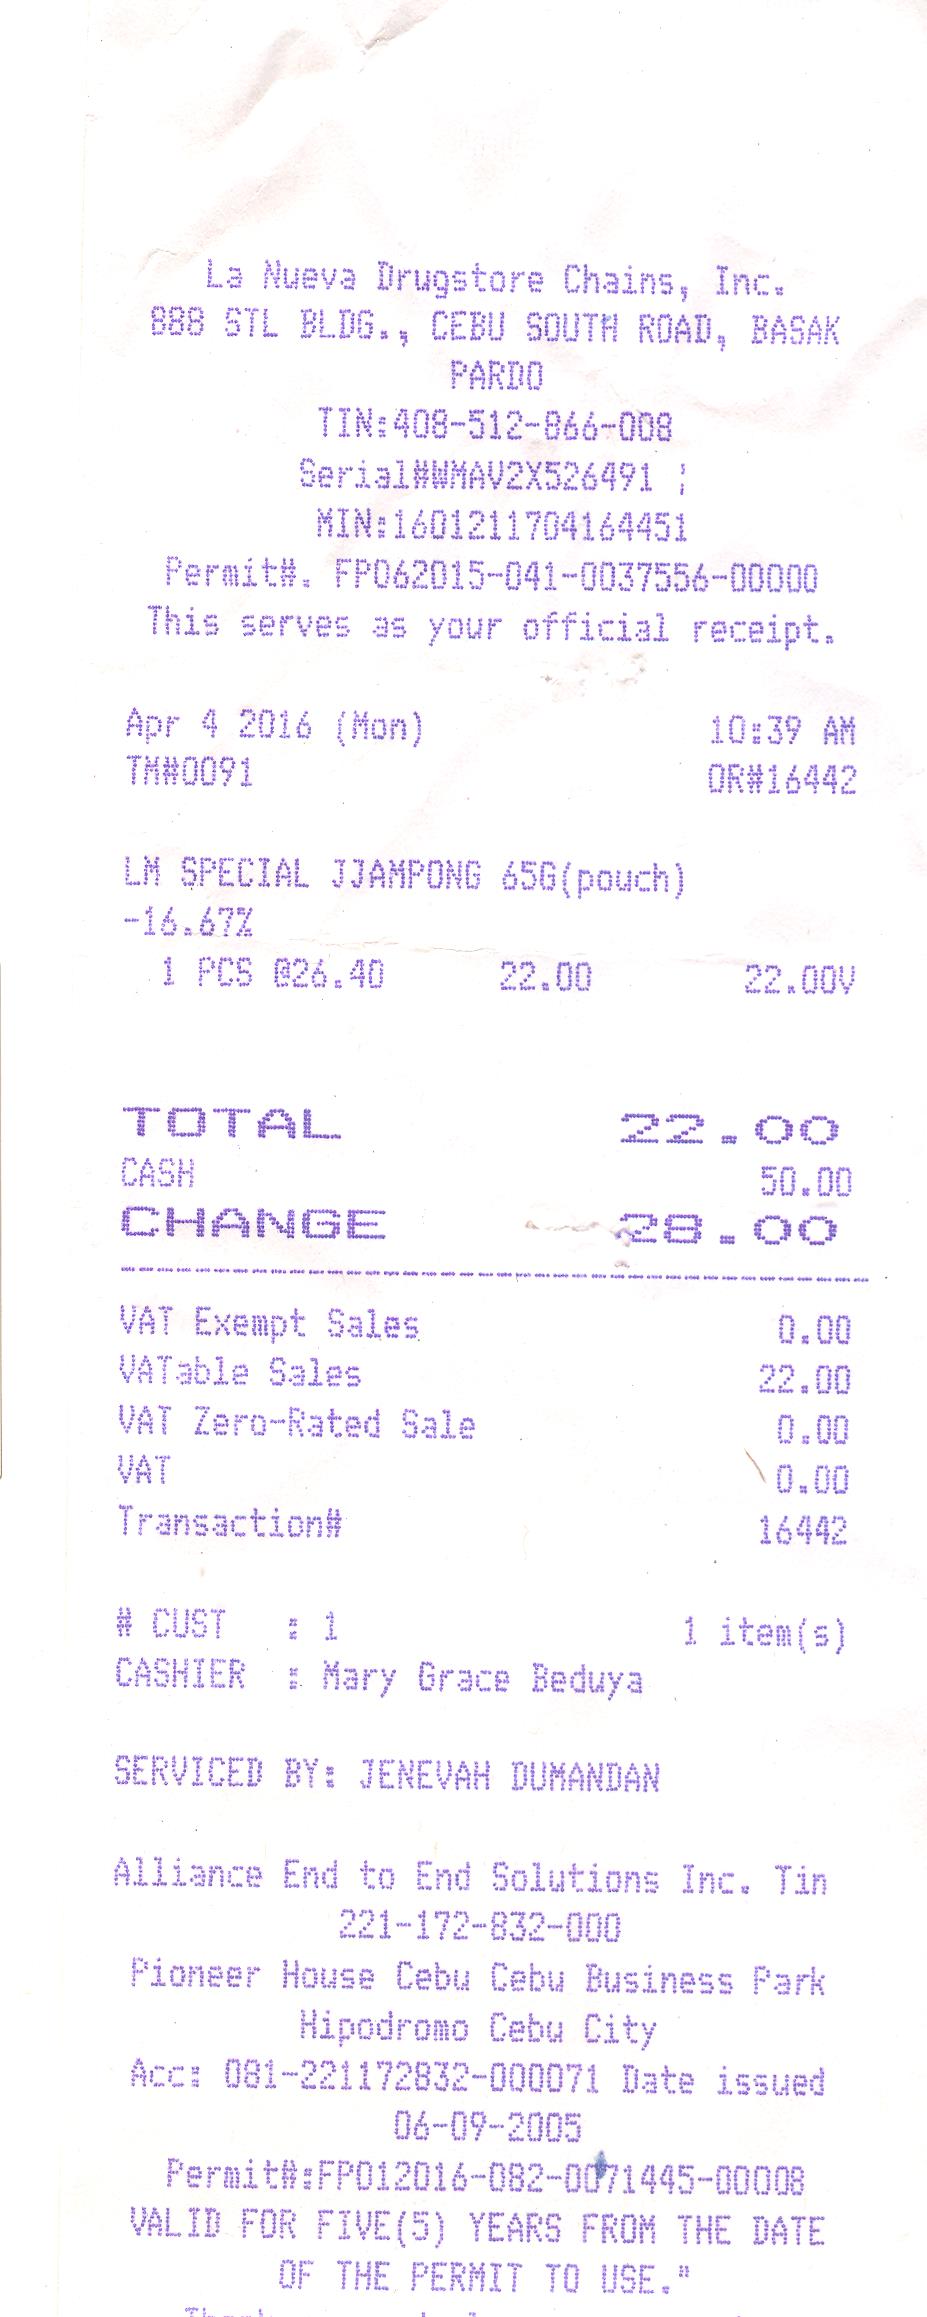 La Nueva Drugstore Chains, Inc.
888 STL BLDG., CEBU SOUTH ROAD, BASAK
PARDO
TIN:408-512-866-008
Serial#WMAV2X526491 ;
MIN:160121170416445​1
Permit#. FP062015-041-0037556-00000
This serves as your official receipt.
Apr 4 2016 (Mon) 10:39 AM
TM#0091 OR#16442
LM SPECIAL JJAMPONG 65G(pouch)
-16.67%
1 PCS @26.40 22.00 22.00V
TOTAL 22.00
CASH 50.00
CHANGE 28.00
VAT Exempt Sales 0.00
VATable Sales 22.00
VAT Zero-Rated Sale 0.00
VAT 0.00
Transaction# 16442
# CUST : 1 1 item(s)
CASHIER : Mary Grace Beduya
SERVICED BY: JENEVAH DUMANDAN
Alliance End to End Solutions Inc. Tin
221-172-832-000
Pioneer House Cebu Cebu Business Park
Hipodromo Cebu City
Acc: 081-221172832-000071 Date issued
06-09-2005
Permit#:FP012016-082-0071445-00008
VALID FOR FIVE(5) YEARS FROM THE DATE
OF THE PERMIT TO USE."